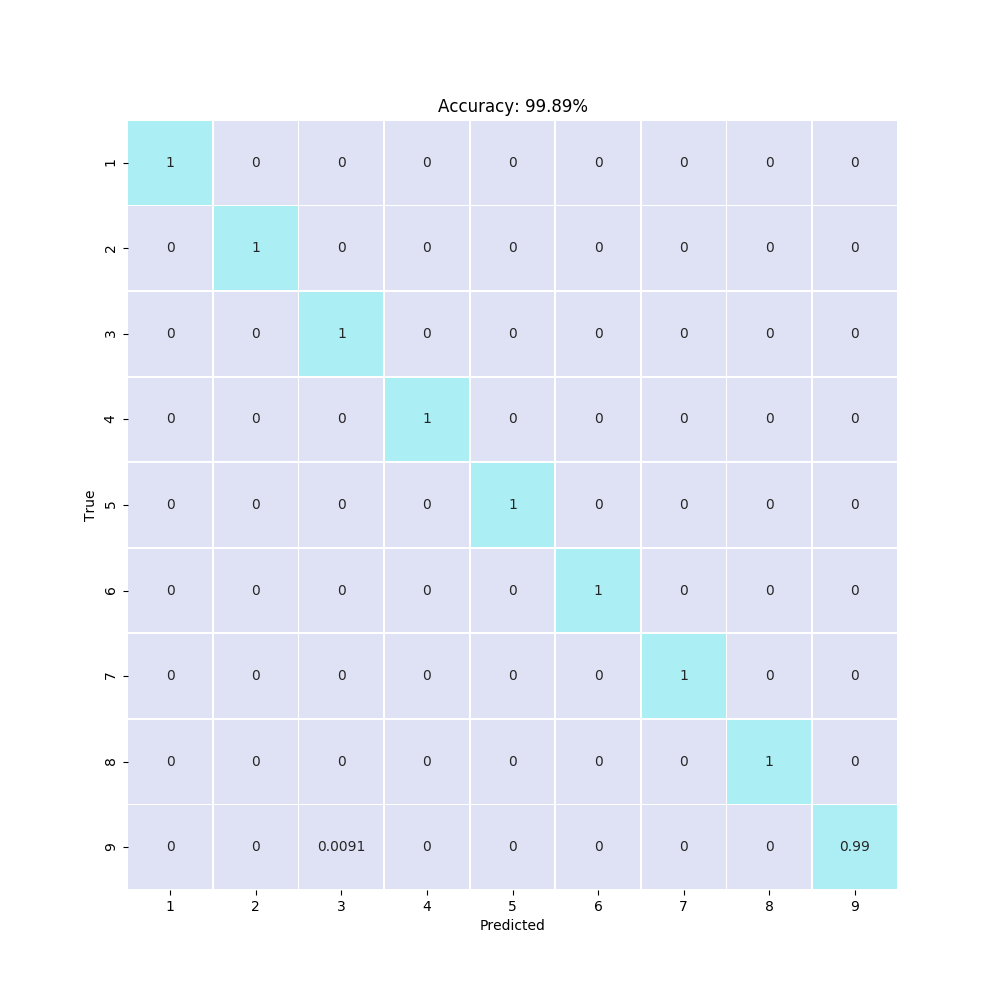 Accuracy: 99.89%
1 1 0 0 0 0 0 0 0 0
2 0 1 0 0 0 0 0 0 0
3 0 0 1 0 0 0 0 0 0
4 0 0 0 1 0 0 0 0 0
5 0 0 0 0 1 0 0 0 0
True
6 0 0 0 0 0 1 0 0 0
7 0 0 0 0 0 0 1 0 0
8 0 0 0 0 0 0 0 1 0
9 0 0 0.0091 0 0 0 0 0 0.99
1 2 3 4 5 6 7 8 9
Predicted